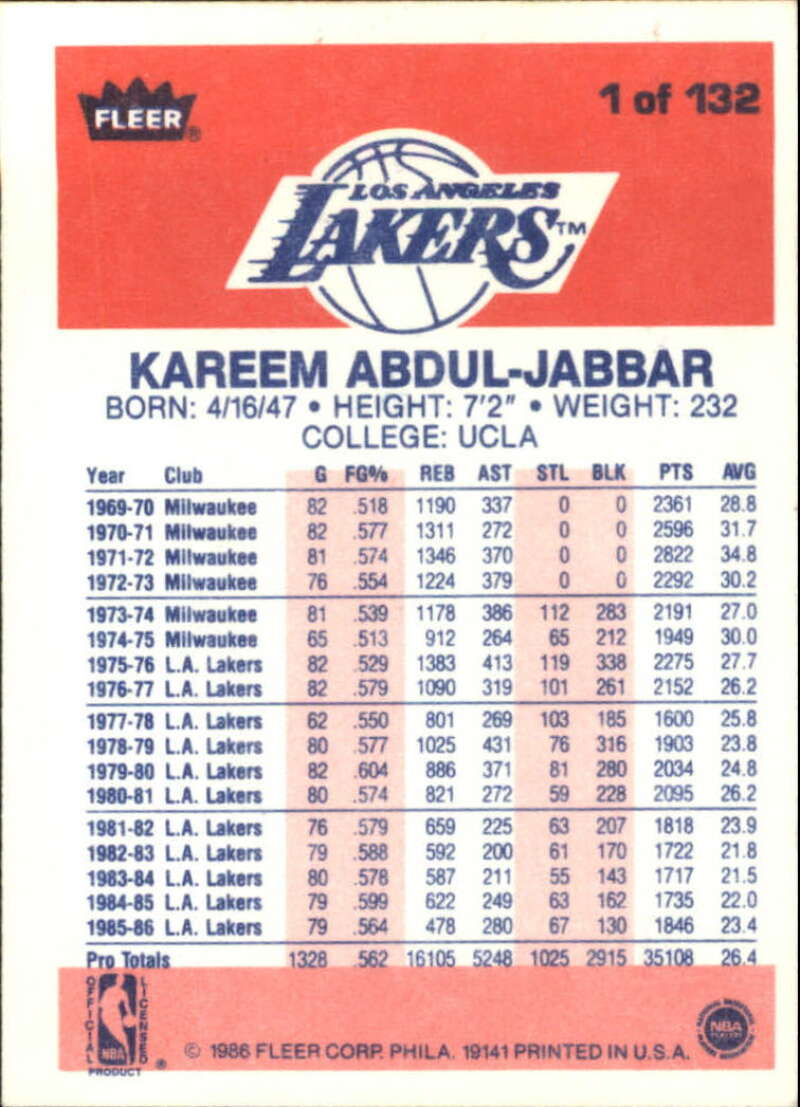 FLEER®
1 of 132
LOS ANGELES
LAKERS™
KAREEM ABDUL-JABBAR
BORN: 4/16/47 • HEIGHT: 7'2" • WEIGHT: 232
COLLEGE: UCLA
Year Club G FG% REB AST STL BLK PTS AVG
1969-70 Milwaukee 82 .518 1190 337 0 0 2361 28.8
1970-71 Milwaukee 82 .577 1311 272 0 0 2596 31.7
1971-72 Milwaukee 81 .574 1346 370 0 0 2822 34.8
1972-73 Milwaukee 76 .554 1224 379 0 0 2292 30.2
1973-74 Milwaukee 81 .539 1178 386 112 283 2191 27.0
1974-75 Milwaukee 65 .513 912 264 65 212 1949 30.0
1975-76 L.A. Lakers 82 .529 1383 413 119 338 2275 27.7
1976-77 L.A. Lakers 82 .579 1090 319 101 261 2152 26.2
1977-78 L.A. Lakers 62 .550 801 269 103 185 1600 25.8
1978-79 L.A. Lakers 80 .577 1025 431 76 316 1903 23.8
1979-80 L.A. Lakers 82 .604 886 371 81 280 2034 24.8
1980-81 L.A. Lakers 80 .574 821 272 59 228 2095 26.2
1981-82 L.A. Lakers 76 .579 659 225 63 207 1818 23.9
1982-83 L.A. Lakers 79 .588 592 200 61 170 1722 21.8
1983-84 L.A. Lakers 80 .578 587 211 55 143 1717 21.5
1984-85 L.A. Lakers 79 .599 622 249 63 162 1735 22.0
1985-86 L.A. Lakers 79 .564 478 280 67 130 1846 23.4
Pro Totals 1328 .562 16105 5248 1025 2915 35108 26.4
OFFICIAL
LICENSED
NBA
PRODUCT ®
© 1986 FLEER CORP. PHILA. 19141 PRINTED IN U.S.A.
NBA